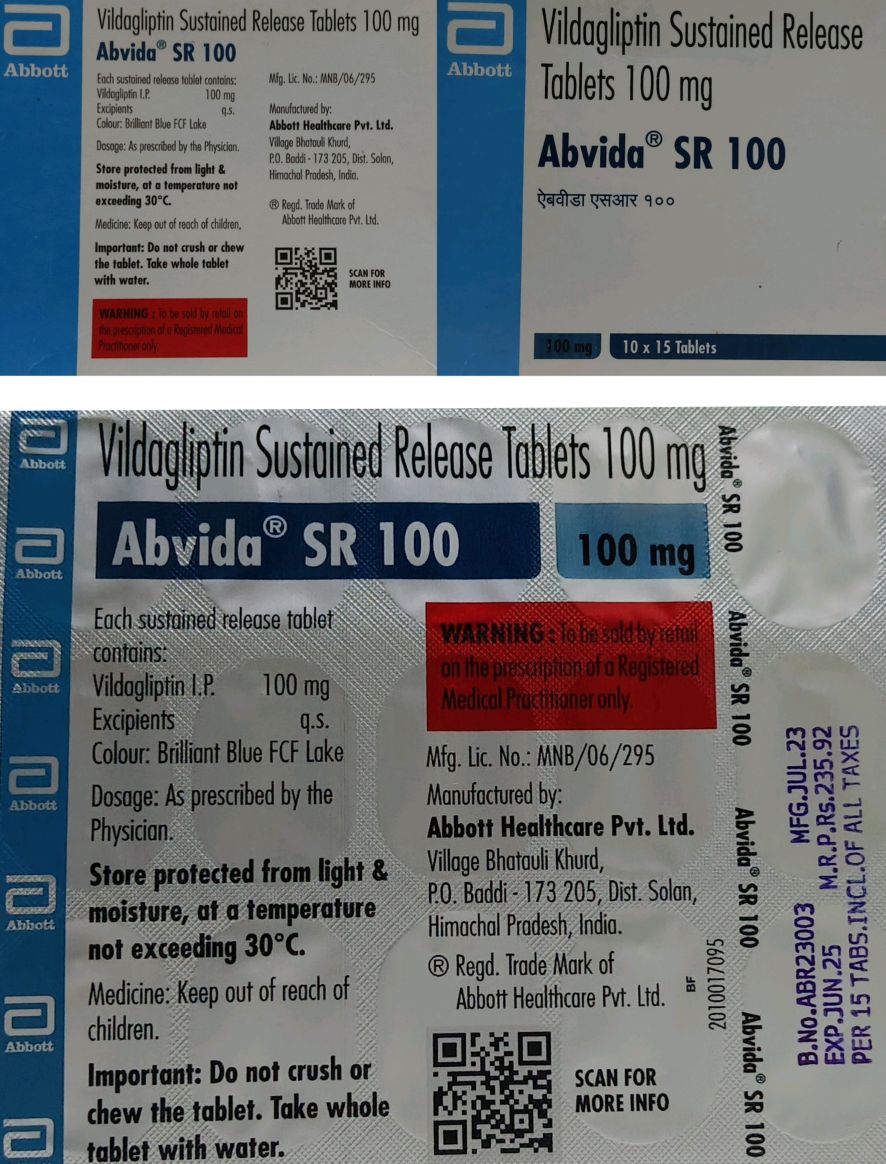 Abbott
Vildagliptin Sustained Release Tablets 100 mg
Abvida® SR 100
Each sustained release tablet contains:
Vildagliptin I.P. 100 mg
Excipients q.s.
Colour: Brilliant Blue FCF Lake
Dosage: As prescribed by the Physician.
Store protected from light &
moisture, at a temperature not
exceeding 30°C.
Medicine: Keep out of reach of children.
Important: Do not crush or chew
the tablet. Take whole tablet
with water.
WARNING : To be sold by retail on
the prescription of a Registered Medical
Practitioner only.
Mfg. Lic. No.: MNB/06/295
Manufactured by:
Abbott Healthcare Pvt. Ltd.
Village Bhatauli Khurd,
P.O. Baddi - 173 205, Dist. Solan,
Himachal Pradesh, India.
® Regd. Trade Mark of
Abbott Healthcare Pvt. Ltd.
SCAN FOR
MORE INFO
Abbott
Vildagliptin Sustained Release
Tablets 100 mg
Abvida® SR 100
ऐबवीडा एसआर १००
100 mg
10 x 15 Tablets
Abbott
Abbott
Abbott
Abbott
Abbott
Abbott
Vildagliptin Sustained Release Tablets 100 mg
Abvida® SR 100
100 mg
Each sustained release tablet
contains:
Vildagliptin I.P. 100 mg
Excipients q.s.
Colour: Brilliant Blue FCF Lake
Dosage: As prescribed by the
Physician.
Store protected from light &
moisture, at a temperature
not exceeding 30°C.
Medicine: Keep out of reach of
children.
Important: Do not crush or
chew the tablet. Take whole
tablet with water.
WARNING : To be sold by retail
on the prescription of a Registered
Medical Practitioner only.
Mfg. Lic. No.: MNB/06/295
Manufactured by:
Abbott Healthcare Pvt. Ltd.
Village Bhatauli Khurd,
P.O. Baddi - 173 205, Dist. Solan,
Himachal Pradesh, India.
® Regd. Trade Mark of
Abbott Healthcare Pvt. Ltd.
SCAN FOR
MORE INFO
BF
2010017095
Abvida® SR 100
Abvida® SR 100
Abvida® SR 100
Abvida® SR 100
B.No.ABR23003 MFG.JUL.23
EXP.JUN.25 M.R.P.Rs.235.92
PER 15 TABS.INCL.OF ALL TAXES